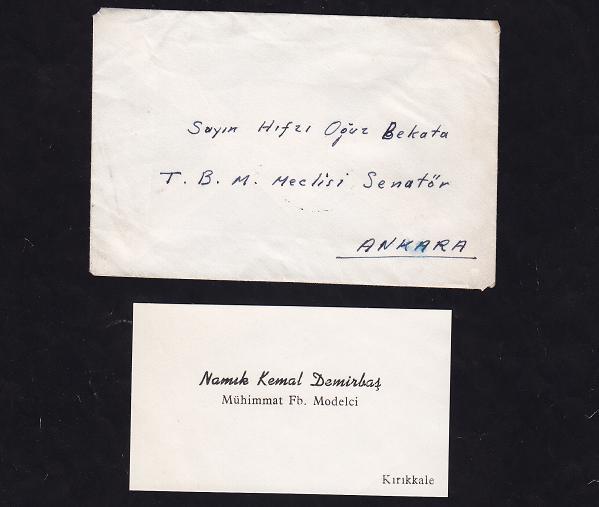 Sayın Hıfzı Oğuz Bekata
T. B. M. Meclisi Senatör
ANKARA
Namık Kemal Demirbaş
Mühimmat Fb. Modelci
Kırıkkale